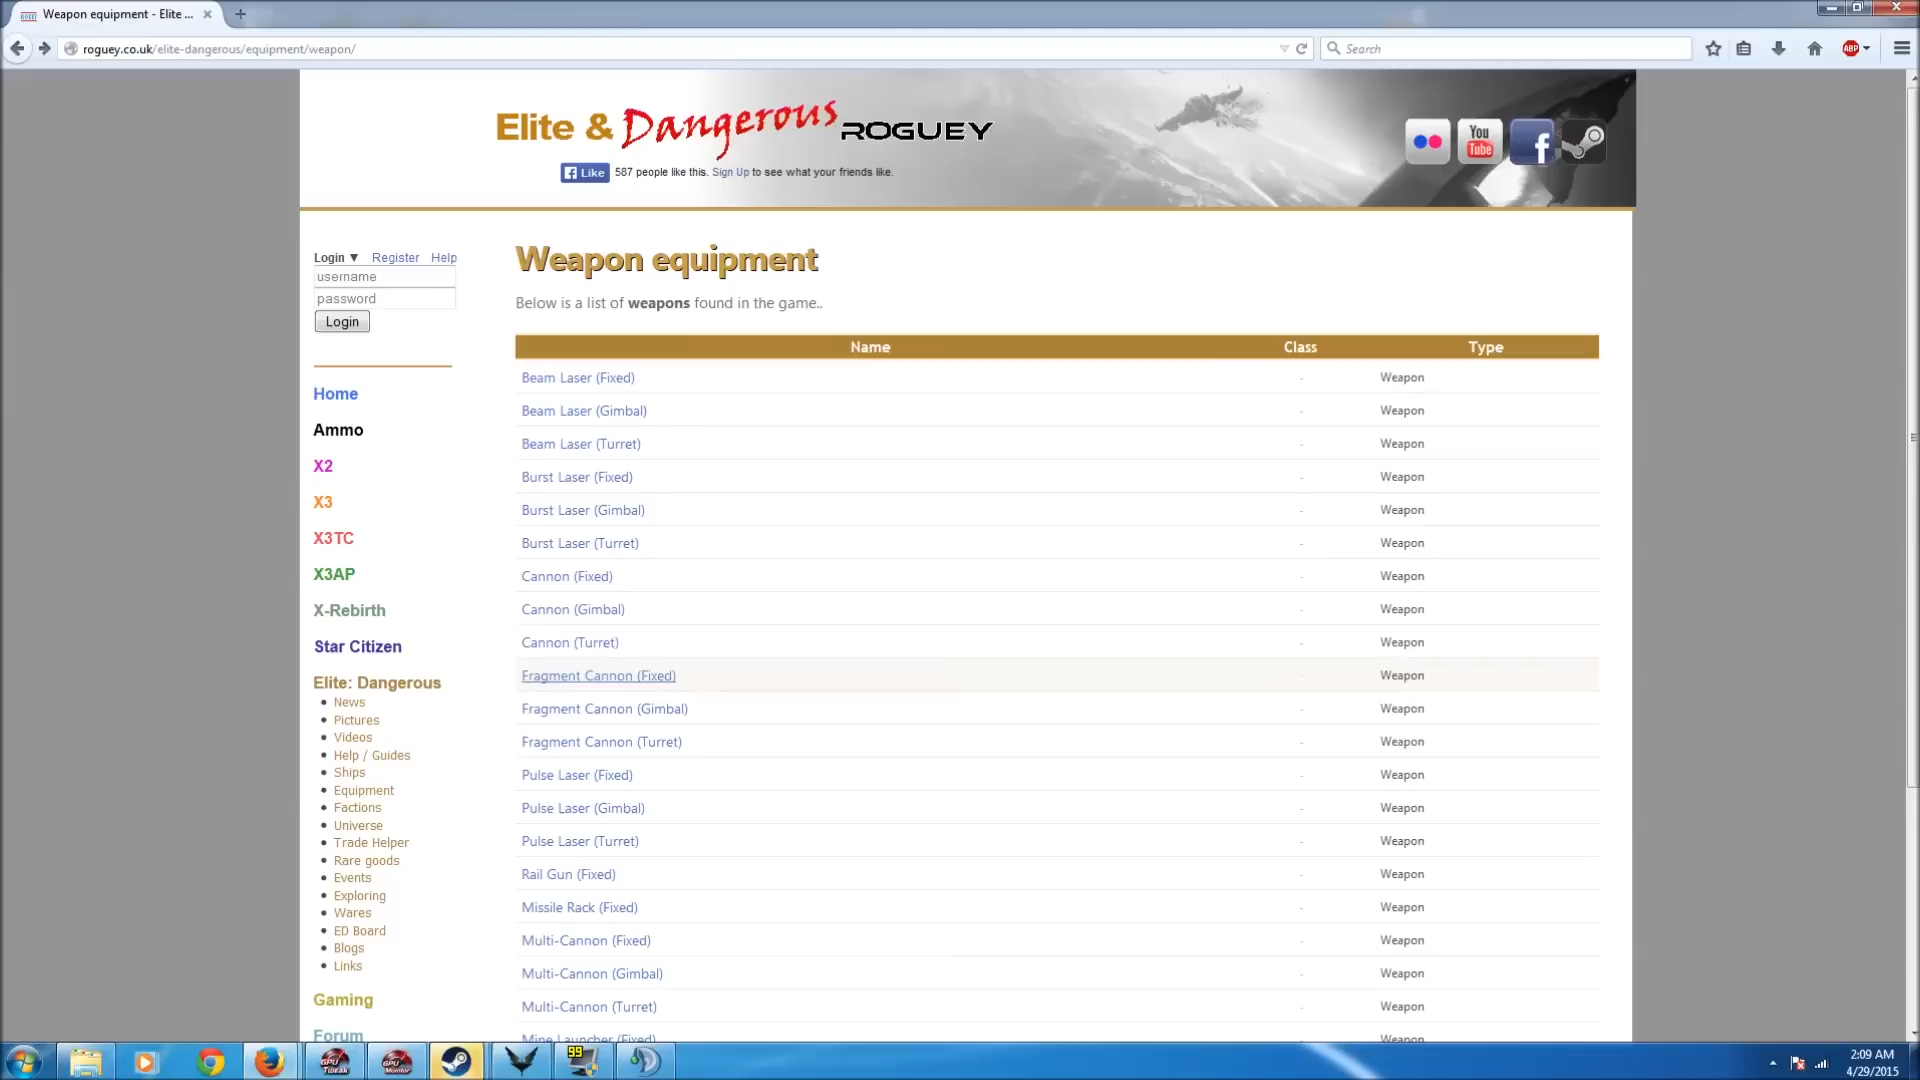 Weapon equipment - Elite ...
roguey.co.uk/elite-dangerous/equipment/weapon/
Search
ABP
Elite & Dangerous ROGUEY
Like 587 people like this. Sign Up to see what your friends like.
You
Tube
f
Login ▼ Register Help
username
password
Login
Home
Ammo
X2
X3
X3TC
X3AP
X-Rebirth
Star Citizen
Elite: Dangerous
• News
• Pictures
• Videos
• Help / Guides
• Ships
• Equipment
• Factions
• Universe
• Trade Helper
• Rare goods
• Events
• Exploring
• Wares
• ED Board
• Blogs
• Links
Gaming
Forum
Weapon equipment
Below is a list of weapons found in the game..
Name Class Type
Beam Laser (Fixed) - Weapon
Beam Laser (Gimbal) - Weapon
Beam Laser (Turret) - Weapon
Burst Laser (Fixed) - Weapon
Burst Laser (Gimbal) - Weapon
Burst Laser (Turret) - Weapon
Cannon (Fixed) - Weapon
Cannon (Gimbal) - Weapon
Cannon (Turret) - Weapon
Fragment Cannon (Fixed) - Weapon
Fragment Cannon (Gimbal) - Weapon
Fragment Cannon (Turret) - Weapon
Pulse Laser (Fixed) - Weapon
Pulse Laser (Gimbal) - Weapon
Pulse Laser (Turret) - Weapon
Rail Gun (Fixed) - Weapon
Missile Rack (Fixed) - Weapon
Multi-Cannon (Fixed) - Weapon
Multi-Cannon (Gimbal) - Weapon
Multi-Cannon (Turret) - Weapon
Mine Launcher (Fixed) Weapon
GPU Tweak
GPU Monitor
99
2:09 AM
4/29/2015